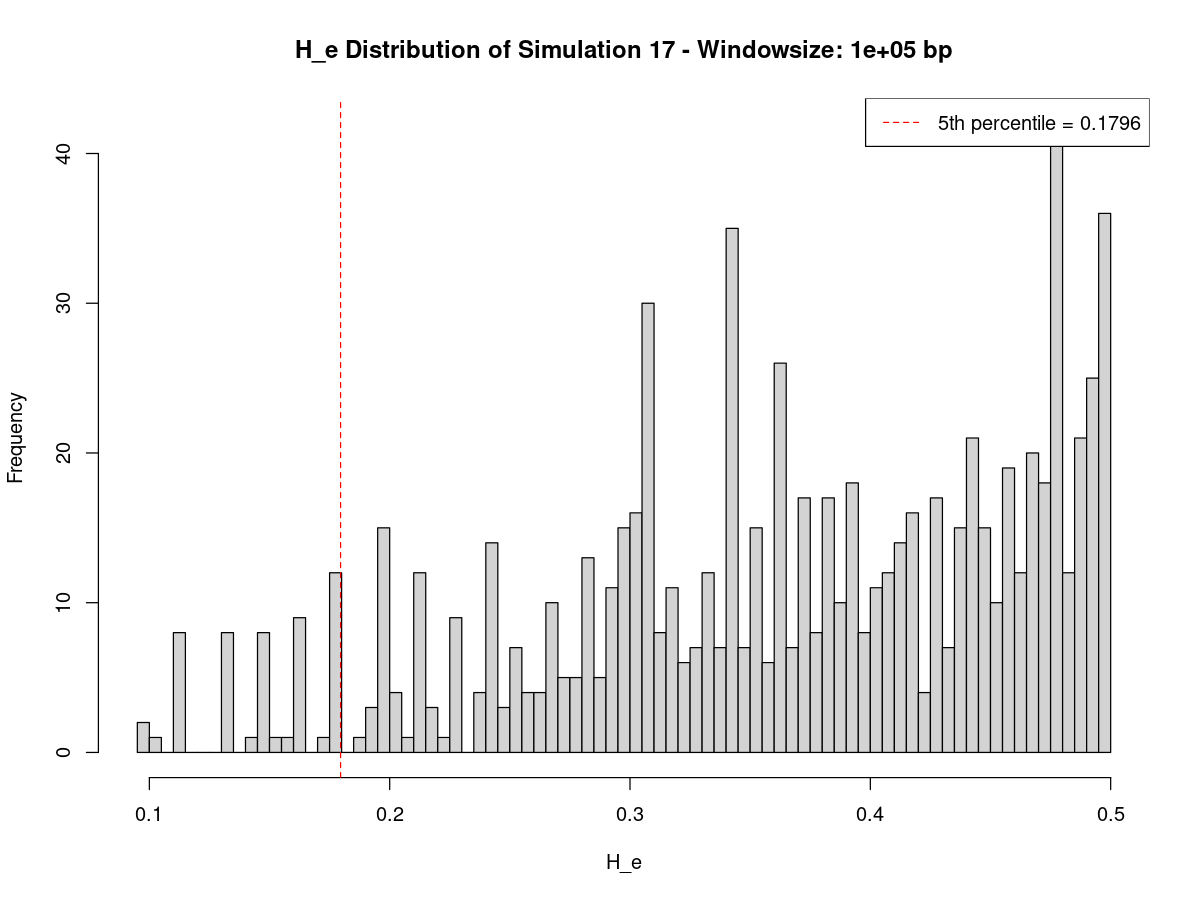 H_e Distribution of Simulation 17 - Windowsize: 1e+05 bp
5th percentile = 0.1796
Frequency
40
30
20
10
0
0.1 0.2 0.3 0.4 0.5
H_e